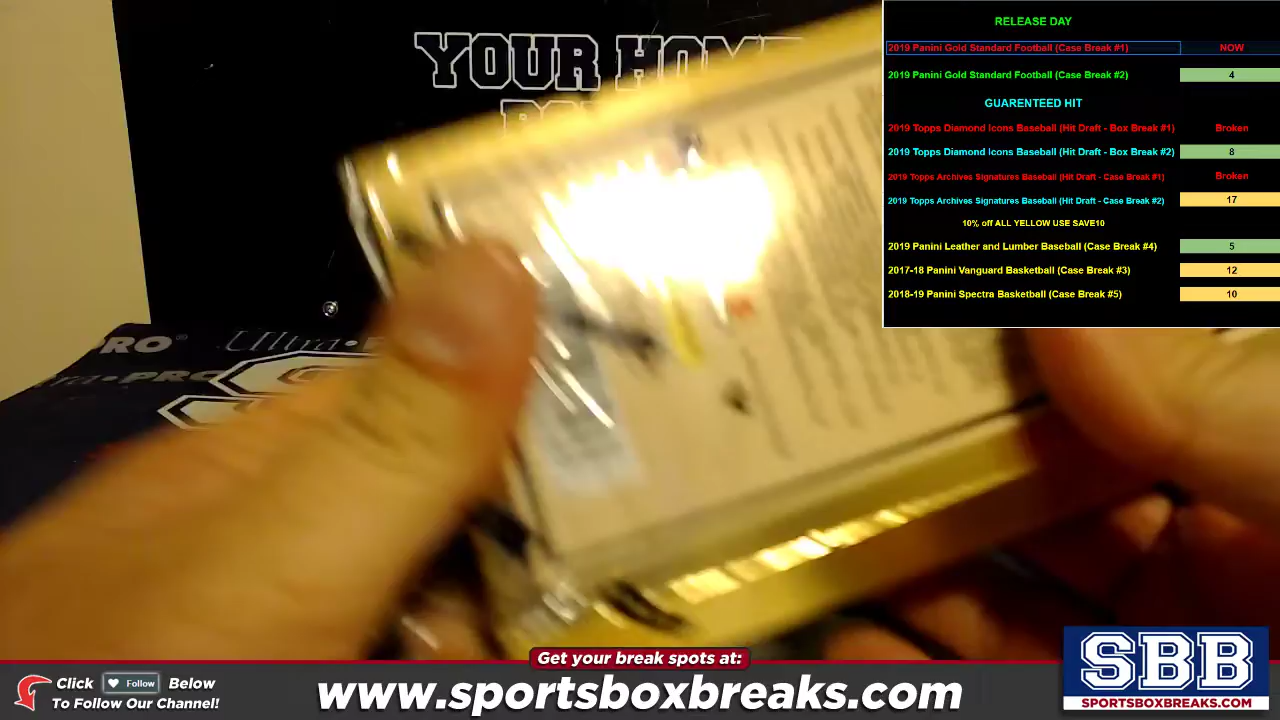 YOUR HOM
RELEASE DAY
2019 Panini Gold Standard Football (Case Break #1) NOW
2019 Panini Gold Standard Football (Case Break #2) 4
GUARENTEED HIT
2019 Topps Diamond Icons Baseball (Hit Draft - Box Break #1) Broken
2019 Topps Diamond Icons Baseball (Hit Draft - Box Break #2) 8
2019 Topps Archives Signatures Baseball (Hit Draft - Case Break #1) Broken
2019 Topps Archives Signatures Baseball (Hit Draft - Case Break #2) 17
10% off ALL YELLOW USE SAVE10
2019 Panini Leather and Lumber Baseball (Case Break #4) 5
2017-18 Panini Vanguard Basketball (Case Break #3) 12
2018-19 Panini Spectra Basketball (Case Break #5) 10
RO® Ultra
PRO
Get your break spots at:
Click Follow Below
To Follow Our Channel!
www.sportsboxbreaks.com
SBB
SPORTSBOXBREAKS.COM